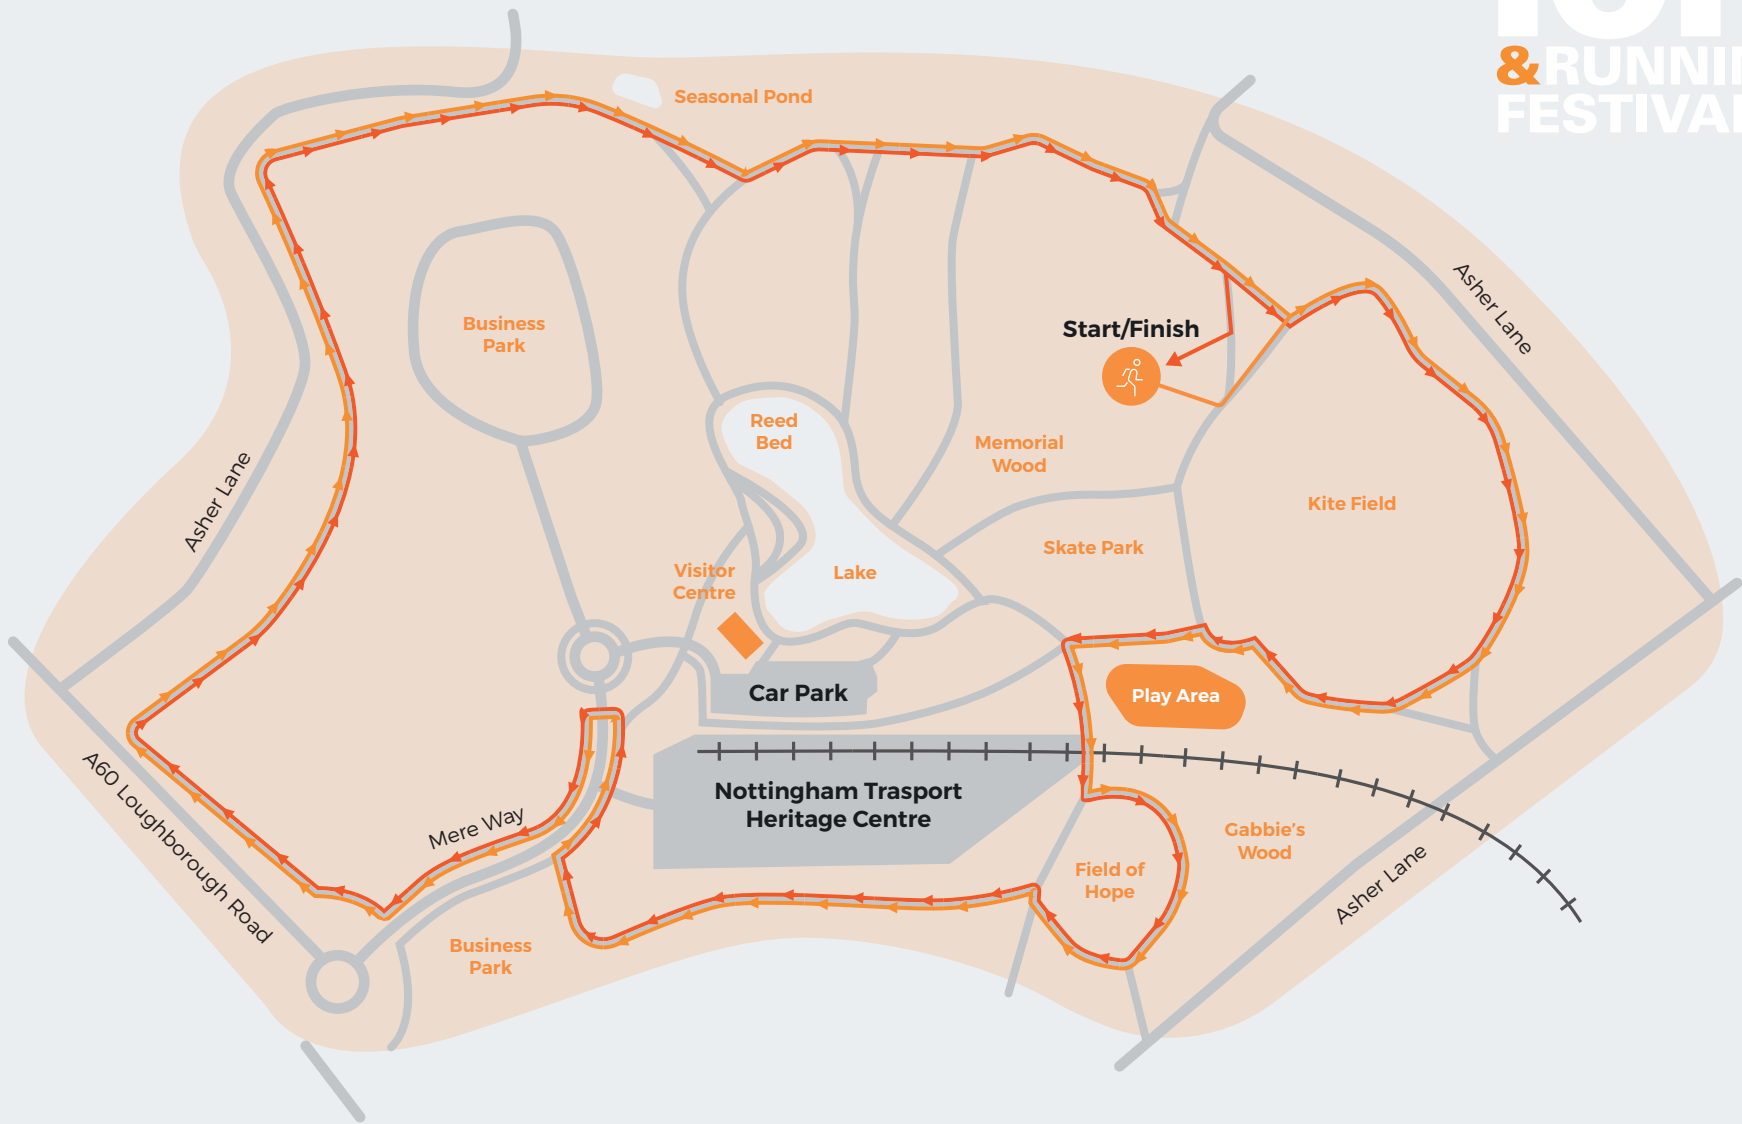 &RUNNIN
FESTIVAL
Seasonal Pond
Asher Lane
Business
Park
Start/Finish
Reed
Bed
Memorial
Wood
Kite Field
Asher Lane
Skate Park
Visitor
Centre
Lake
Car Park
Play Area
A60 Loughborough Road
Nottingham Trasport
Heritage Centre
Mere Way
Gabbie's
Wood
Field of
Hope
Asher Lane
Business
Park